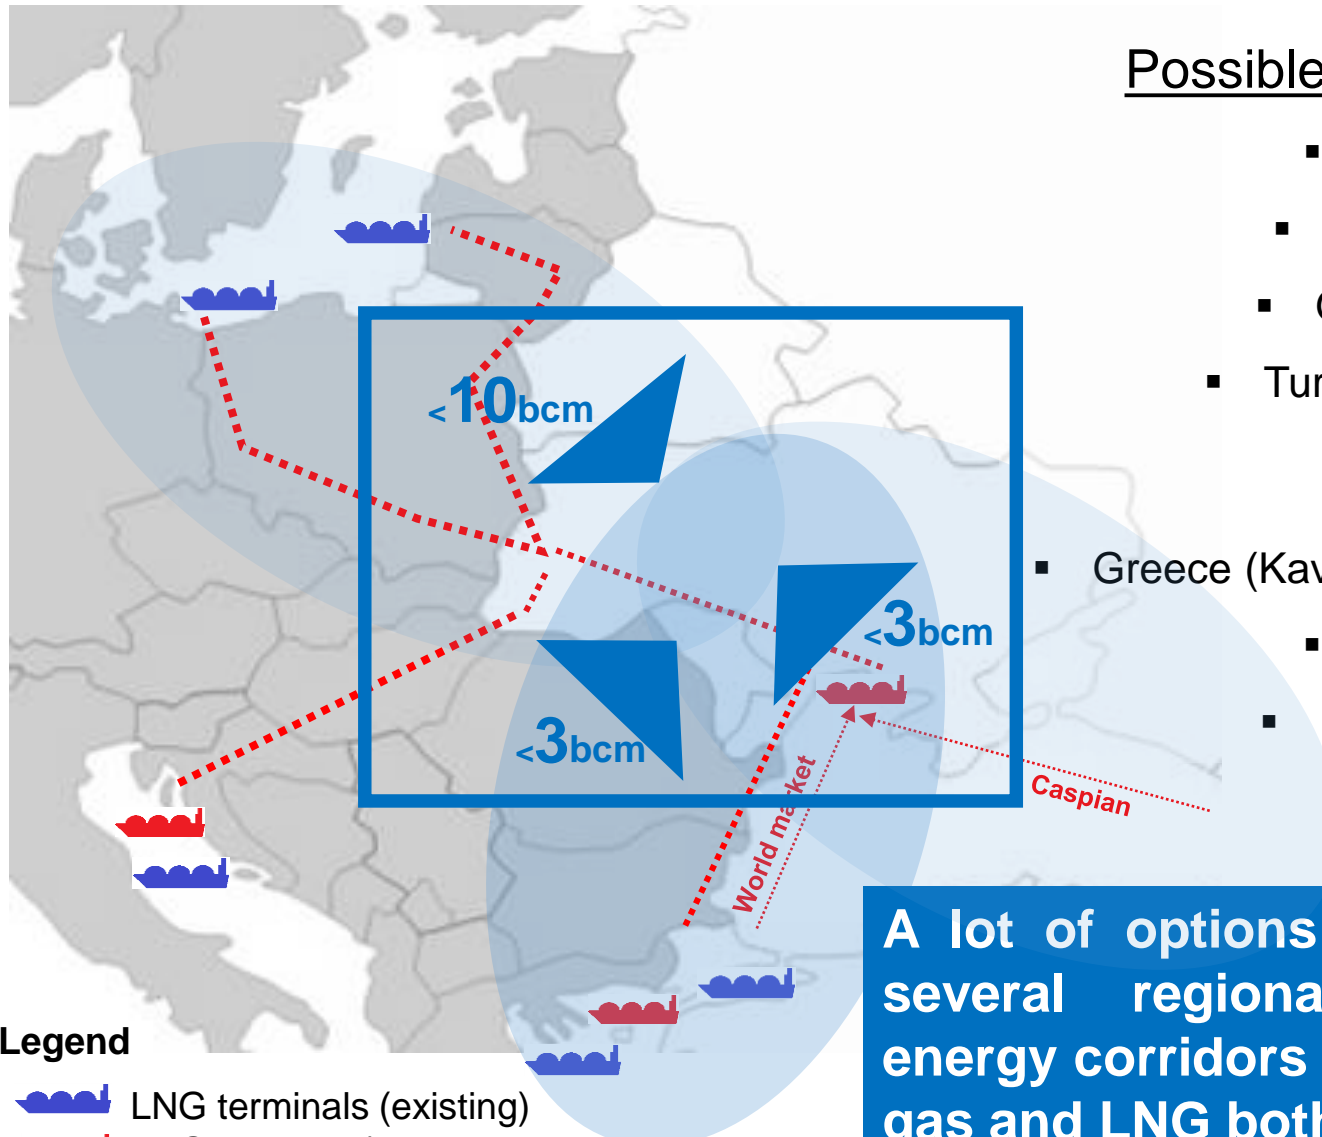 Possible
Tur
<10bcm
Greece (Kav
<3bcm
<3bcm
World market
Caspian
A lot of options
several regiona
energy corridors
gas and LNG both
Legend
LNG terminals (existing)